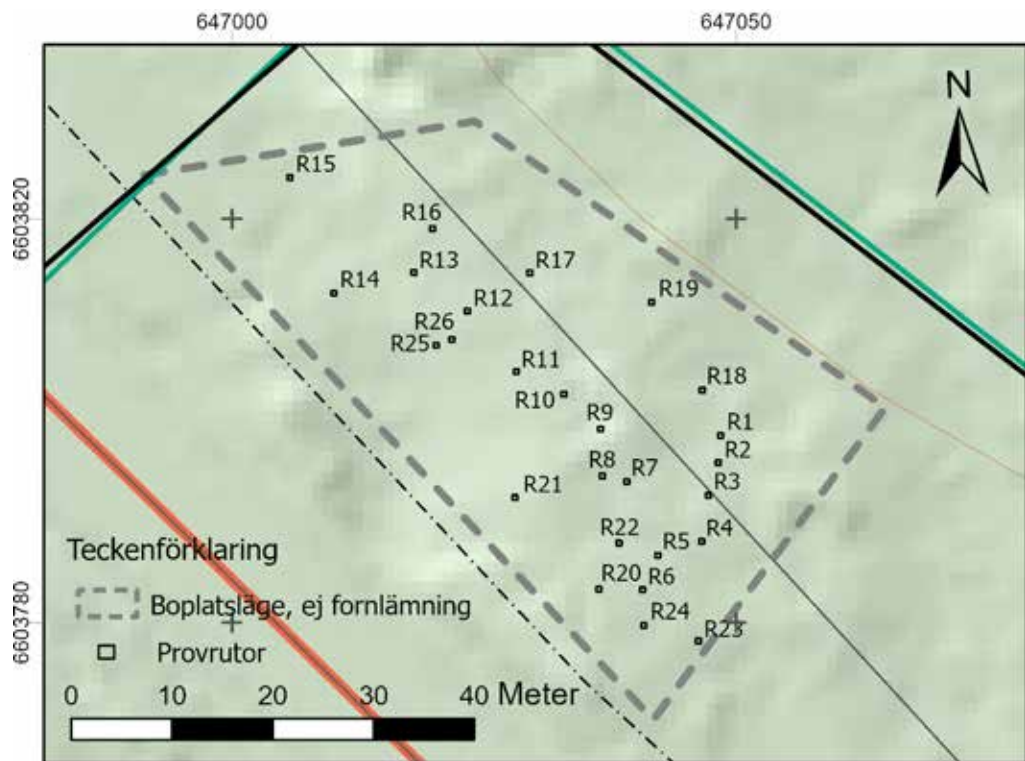 647000 647050
N
6603820
R15
R16
R13
R17
R14
R19
R12
R26
R25
R11
R18
R10
R9
R1
R2
R8
R7
R3
R21
R4
R22
R5
R20
R6
R24
R23
6603780
Teckenförklaring
Boplatsläge, ej fornlämning
Provrutor
0 10 20 30 40 Meter